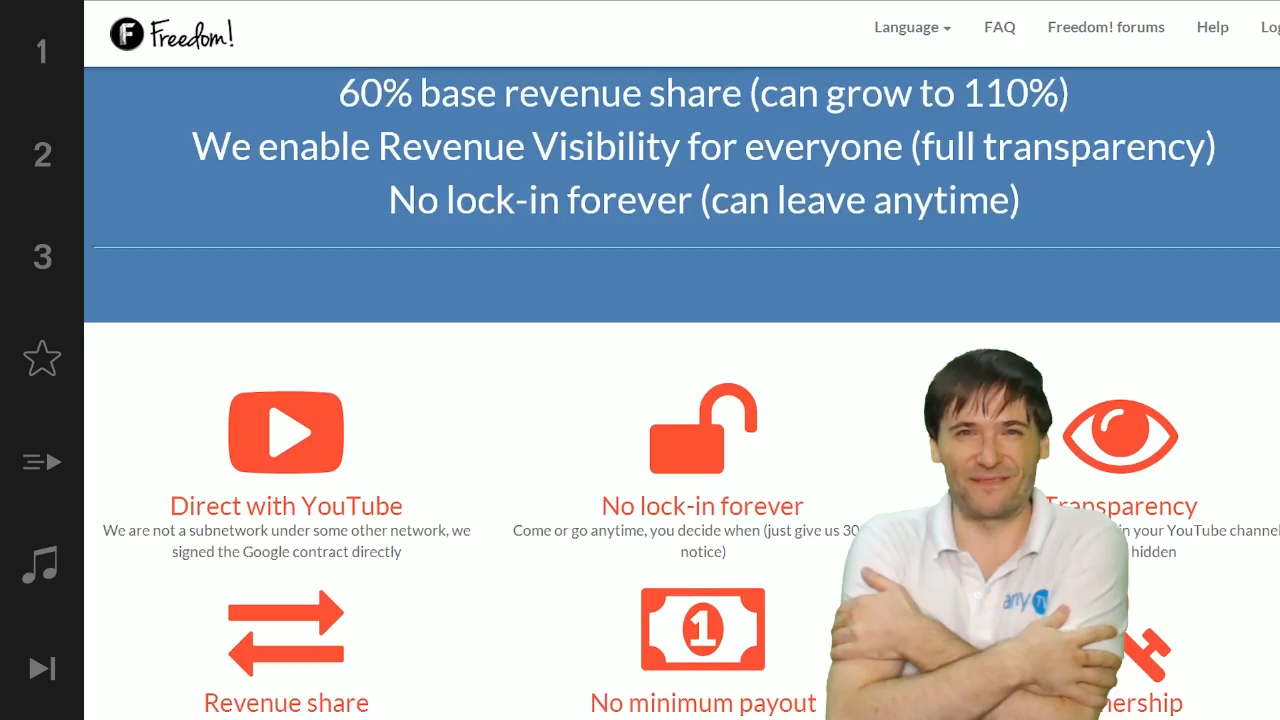 1
2
3
F Freedom!
Language
FAQ
Freedom! forums
Help
60% base revenue share (can grow to 110%)
We enable Revenue Visibility for everyone (full transparency)
No lock-in forever (can leave anytime)
Direct with YouTube
We are not a subnetwork under some other network, we
signed the Google contract directly
No lock-in forever
Come or go anytime, you decide when (just give us 30
notice)
Transparency
in your YouTube channel
hidden
any TV
Revenue share
1
No minimum payout